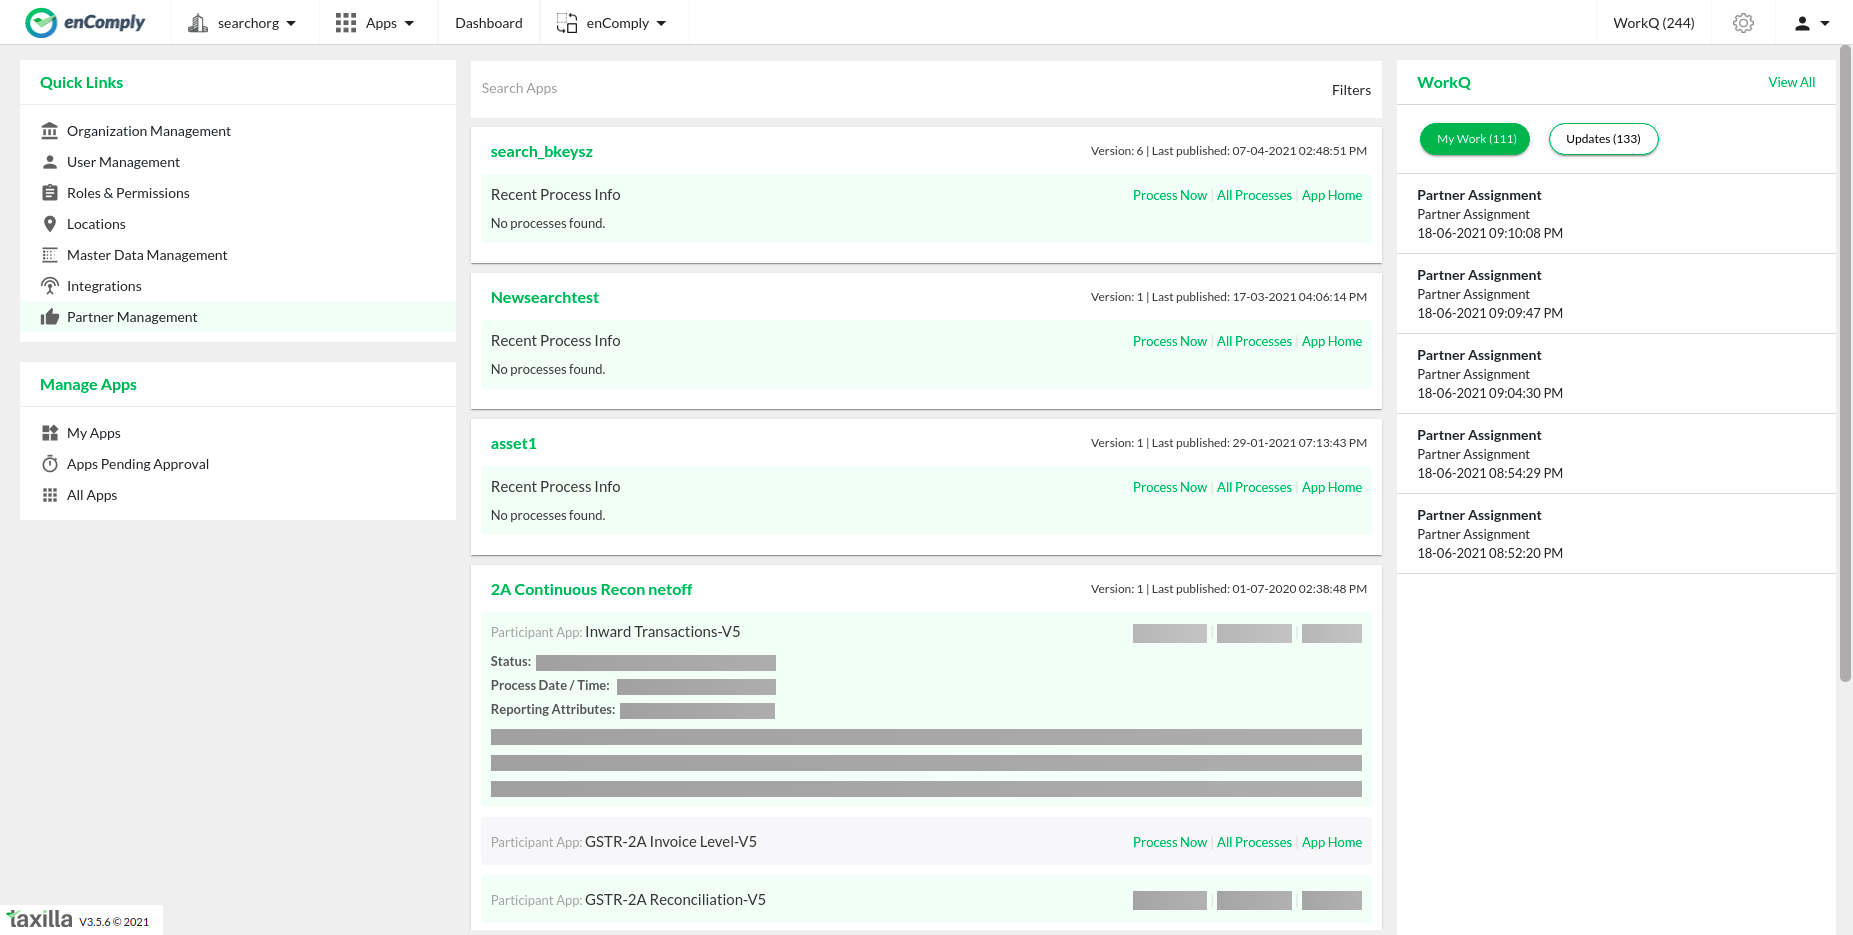 enComply
searchorg
Apps
Dashboard
enComply
WorkQ (244)
Quick Links
Organization Management
User Management
Roles & Permissions
Locations
Master Data Management
Integrations
Partner Management
Manage Apps
My Apps
Apps Pending Approval
All Apps
Search Apps
Filters
search_bkeysz
Version: 6 | Last published: 07-04-2021 02:48:51 PM
Recent Process Info
Process Now | All Processes | App Home
No processes found.
Newsearchtest
Version: 1 | Last published: 17-03-2021 04:06:14 PM
Recent Process Info
Process Now | All Processes | App Home
No processes found.
asset1
Version: 1 | Last published: 29-01-2021 07:13:43 PM
Recent Process Info
Process Now | All Processes | App Home
No processes found.
2A Continuous Recon netoff
Version: 1 | Last published: 01-07-2020 02:38:48 PM
Participant App: Inward Transactions-V5
Status:
Process Date / Time:
Reporting Attributes:
Participant App: GSTR-2A Invoice Level-V5
Process Now | All Processes | App Home
Participant App: GSTR-2A Reconciliation-V5
WorkQ
View All
My Work (111)
Updates (133)
Partner Assignment
Partner Assignment
18-06-2021 09:10:08 PM
Partner Assignment
Partner Assignment
18-06-2021 09:09:47 PM
Partner Assignment
Partner Assignment
18-06-2021 09:04:30 PM
Partner Assignment
Partner Assignment
18-06-2021 08:54:29 PM
Partner Assignment
Partner Assignment
18-06-2021 08:52:20 PM
taxilla V3.5.6 © 2021